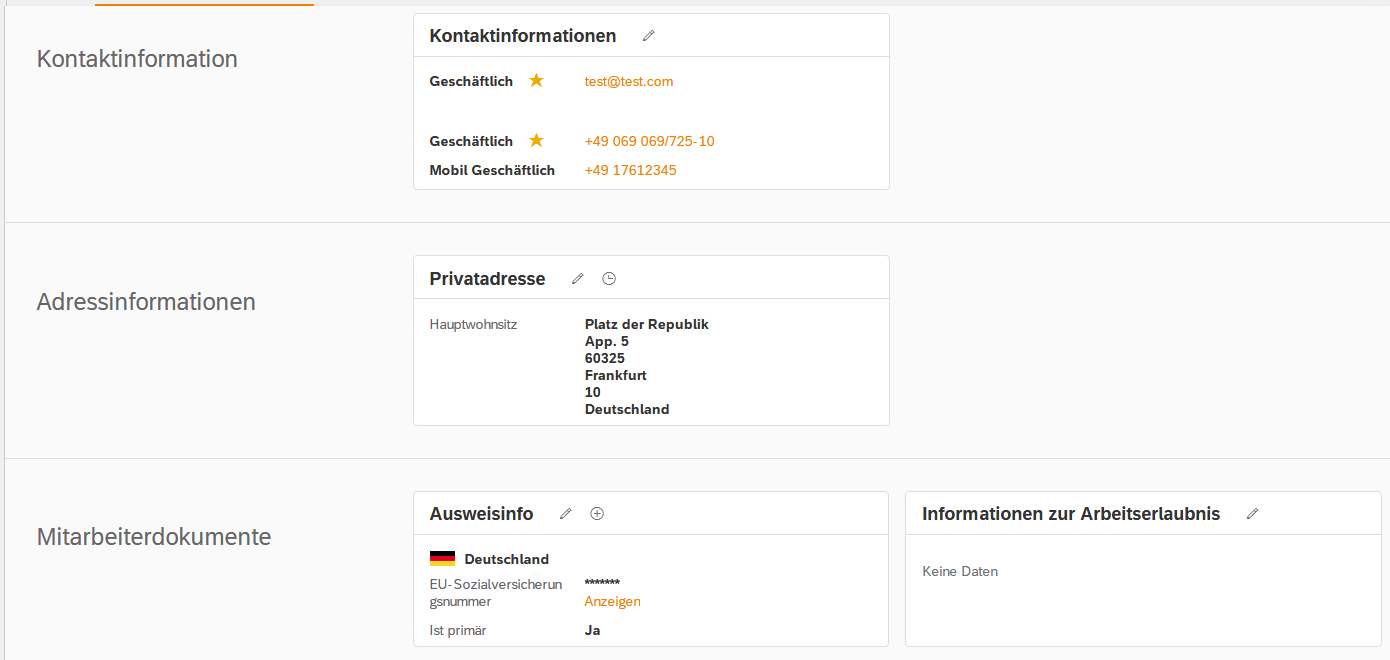 Kontaktinformation
Kontaktinformationen
Geschäftlich test@test.com
Geschäftlich +49 069 069/725-10
Mobil Geschäftlich +49 17612345
Adressinformationen
Privatadresse
Hauptwohnsitz Platz der Republik
App. 5
60325
Frankfurt
10
Deutschland
Mitarbeiterdokumente
Ausweisinfo
Deutschland
EU-Sozialversicherun *******
gsnummer Anzeigen
Ist primär Ja
Informationen zur Arbeitserlaubnis
Keine Daten